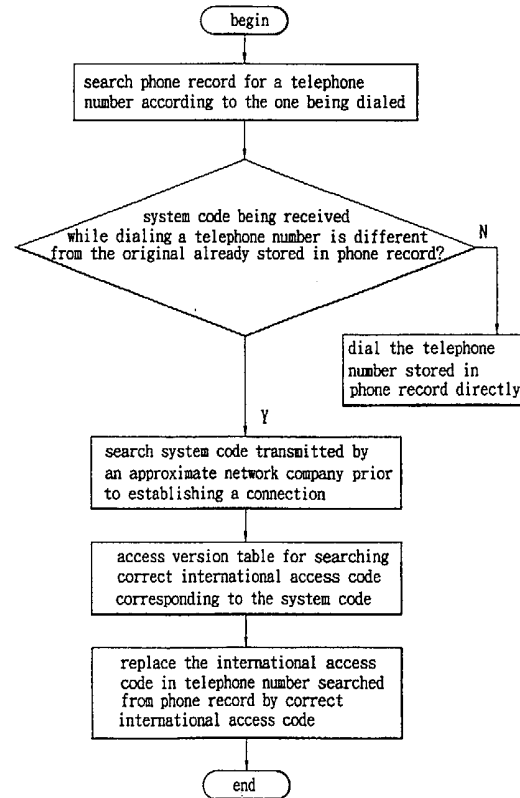 begin
search phone record for a telephone
number according to the one being dialed
system code being received
while dialing a telephone number is different
from the original already stored in phone record?
N
dial the telephone
number stored in
phone record directly
Y
search system code transmitted by
an approximate network company prior
to establishing a connection
access version table for searching
correct international access code
corresponding to the system code
replace the international access
code in telephone number searched
from phone record by correct
international access code
end